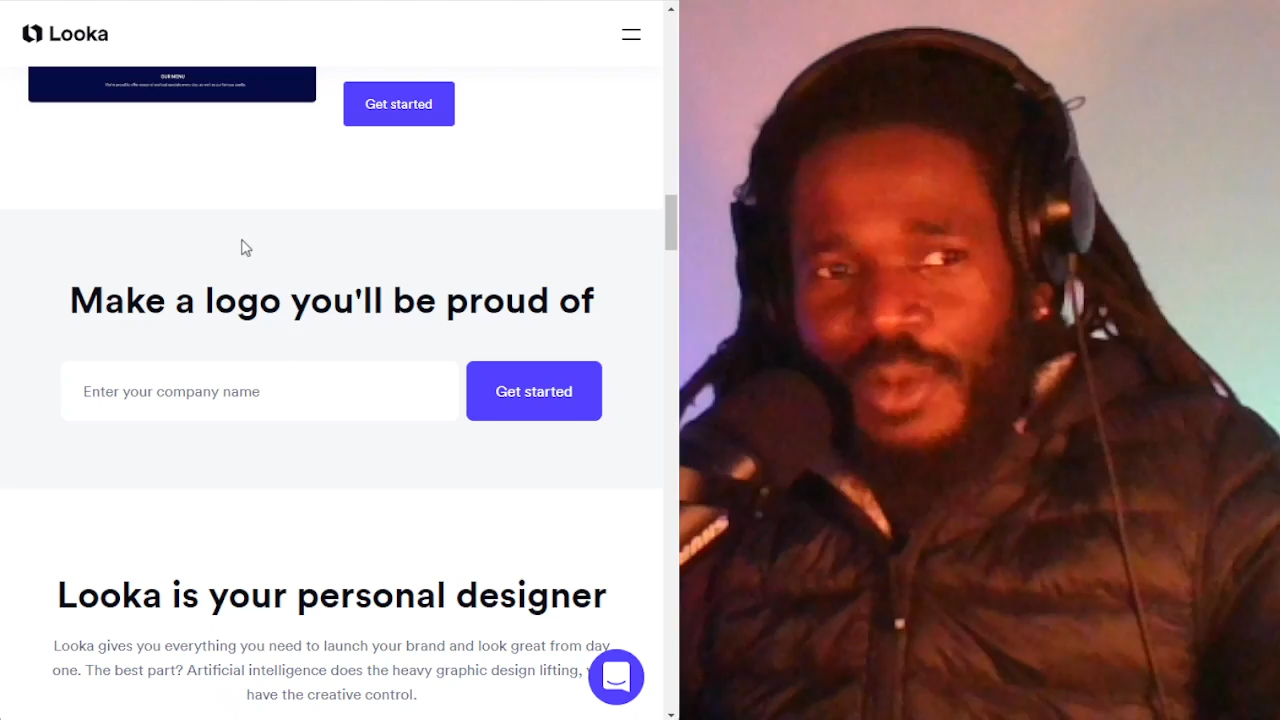 Looka
OUR MENU
Get started
Make a logo you'll be proud of
Enter your company name
Get started
Looka is your personal designer
Looka gives you everything you need to launch your brand and look great from day
one. The best part? Artificial intelligence does the heavy graphic design lifting,
have the creative control.